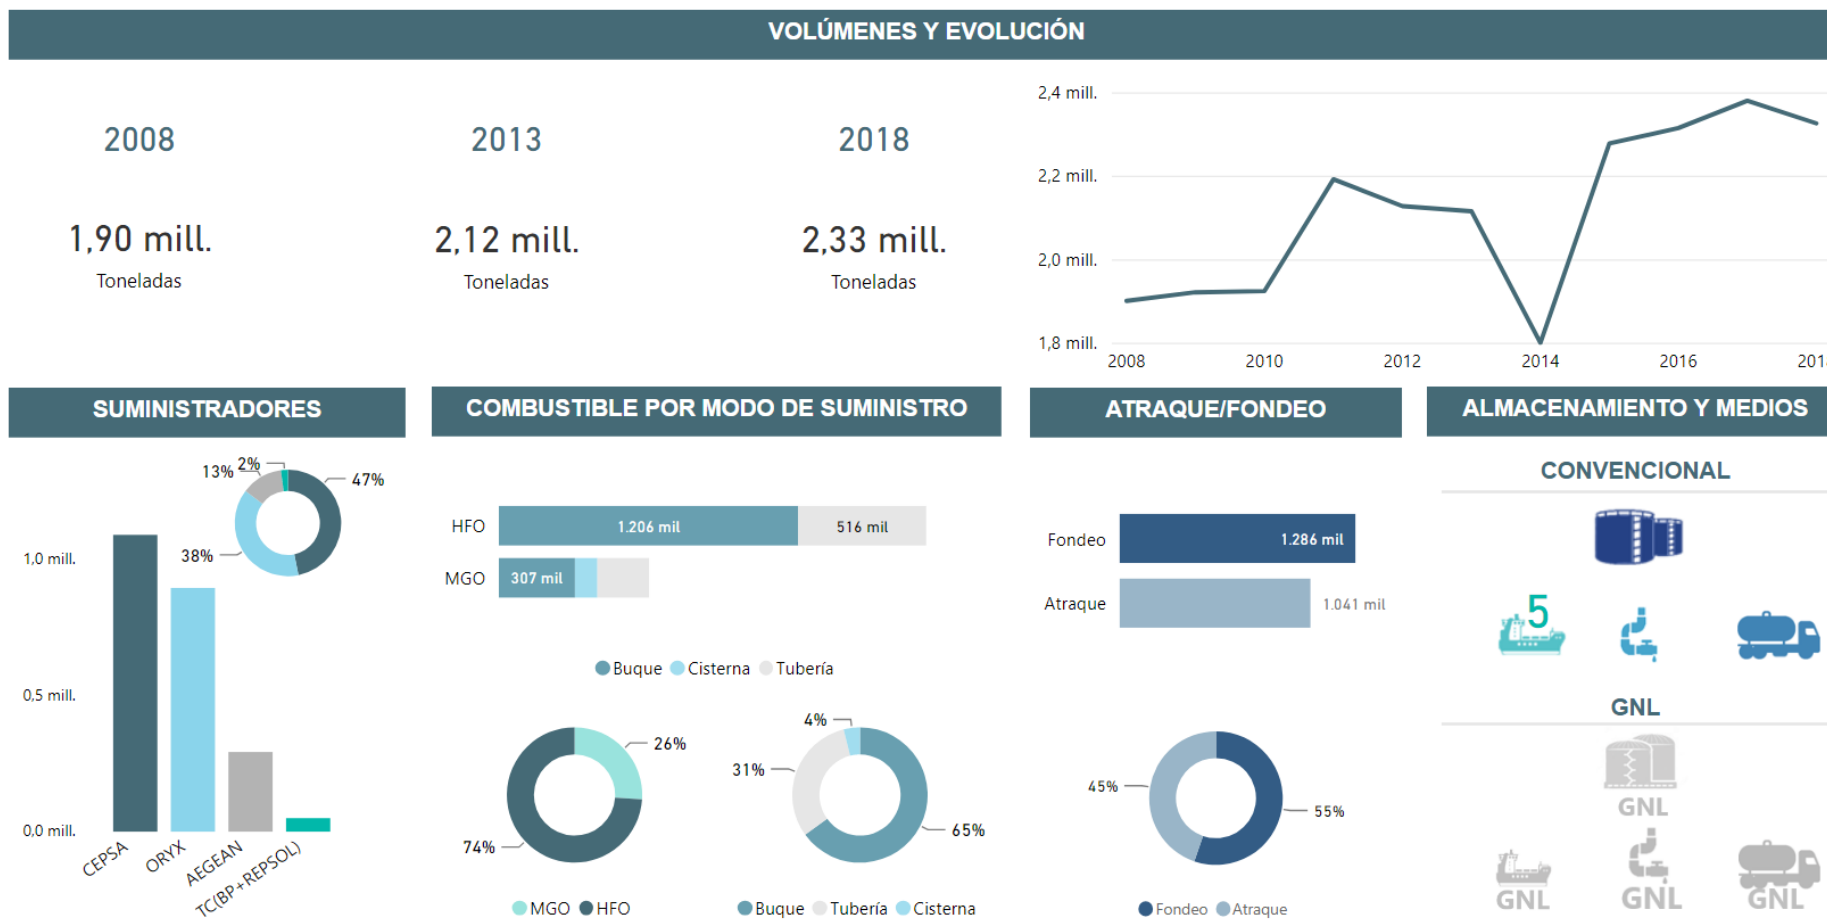 VOLÚMENES Y EVOLUCIÓN
2008
1,90 mill.
Toneladas
2013
2,12 mill.
Toneladas
2018
2,33 mill.
Toneladas
2,4 mill.
2,2 mill.
2,0 mill.
1,8 mill.
2008 2010 2012 2014 2016 2018
SUMINISTRADORES
13% 2% 47%
38%
1,0 mill.
0,5 mill.
0,0 mill.
CEPSA
ORYX
AEGEAN
TC(BP+REPSOL)
COMBUSTIBLE POR MODO DE SUMINISTRO
HFO 1.206 mil 516 mil
MGO 307 mil
Buque Cisterna Tubería
26%
74%
MGO HFO
4%
31%
65%
Buque Tubería Cisterna
ATRAQUE/FONDEO
Fondeo 1.286 mil
Atraque 1.041 mil
45%
55%
Fondeo Atraque
ALMACENAMIENTO Y MEDIOS
CONVENCIONAL
5
GNL
GNL
GNL GNL GNL